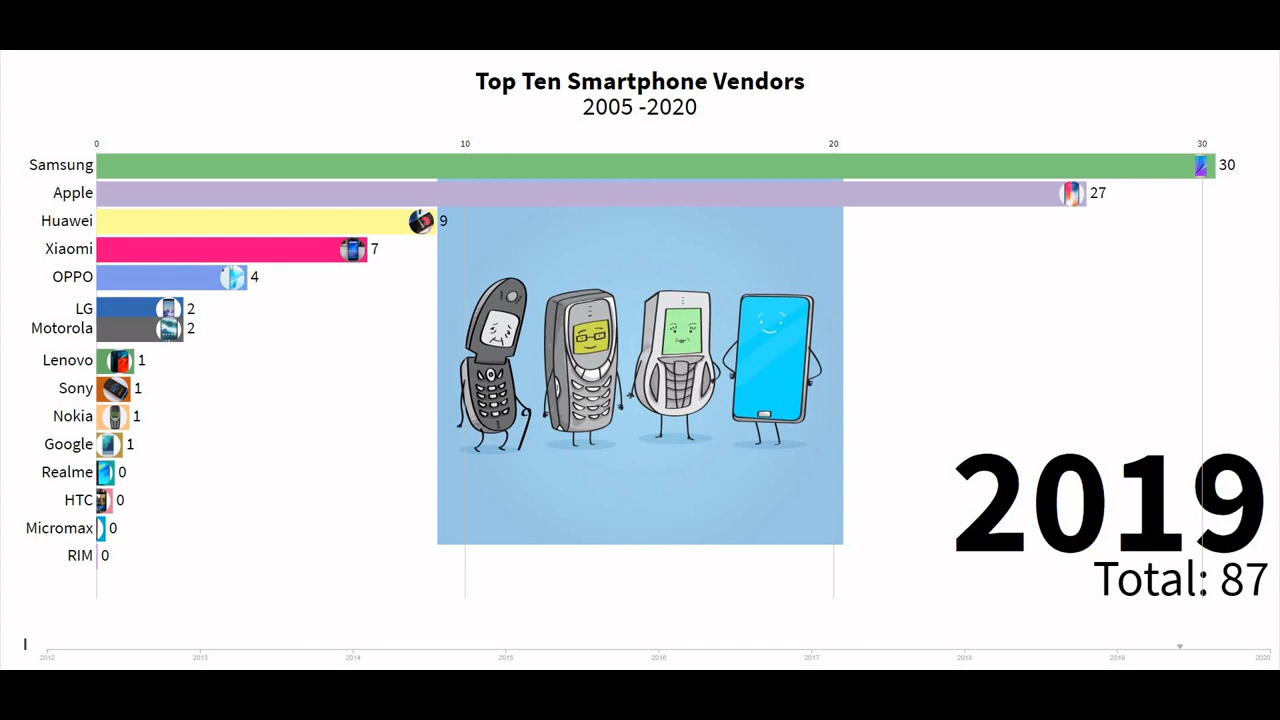 Top Ten Smartphone Vendors
2005 -2020
0 10 20 30
Samsung 30
Apple 27
Huawei 9
Xiaomi 7
OPPO 4
LG 2
Motorola 2
Lenovo 1
Sony 1
Nokia 1
Google 1
Realme 0
HTC 0
Micromax 0
RIM 0
2019
Total: 87
2012 2013 2014 2015 2016 2017 2018 2019 2020